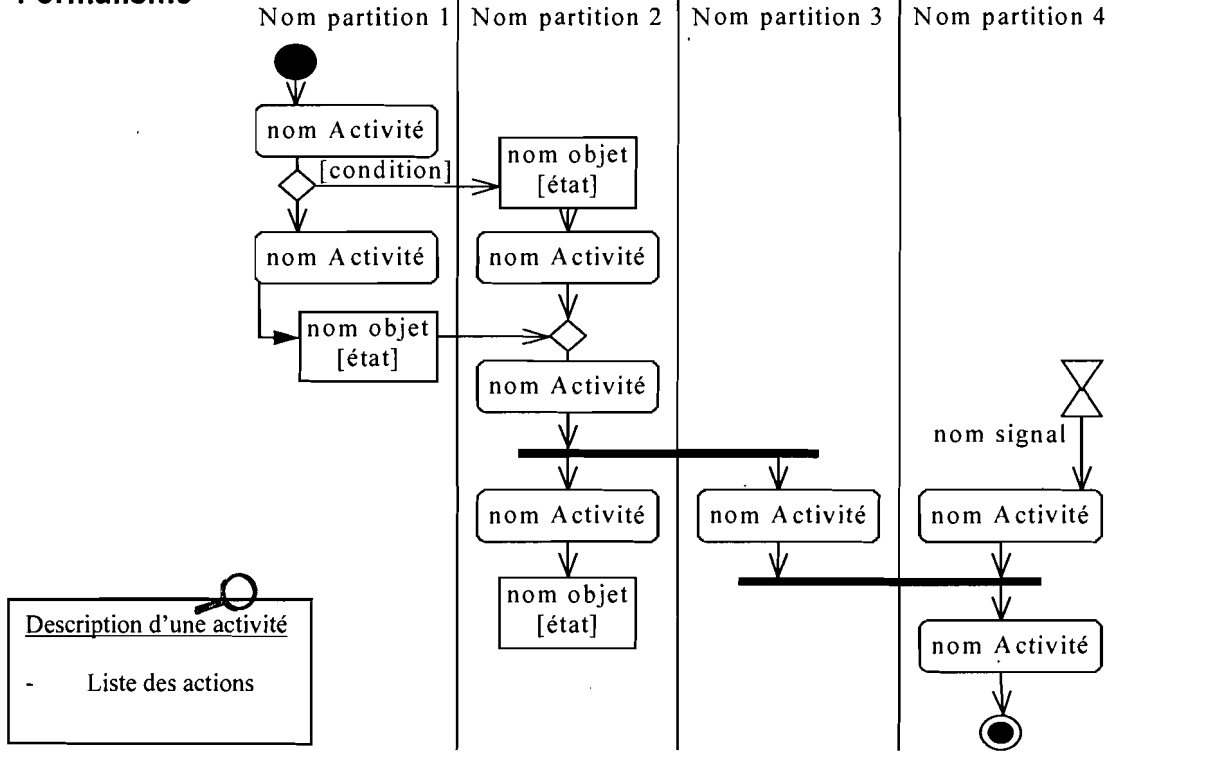 Formalisme
Nom partition 1
Nom partition 2
Nom partition 3
Nom partition 4
nom Activité
[condition]
nom objet
[état]
nom Activité
nom Activité
nom objet
[état]
nom Activité
nom signal
nom Activité
nom Activité
nom Activité
nom objet
[état]
nom Activité
Description d'une activité
- Liste des actions